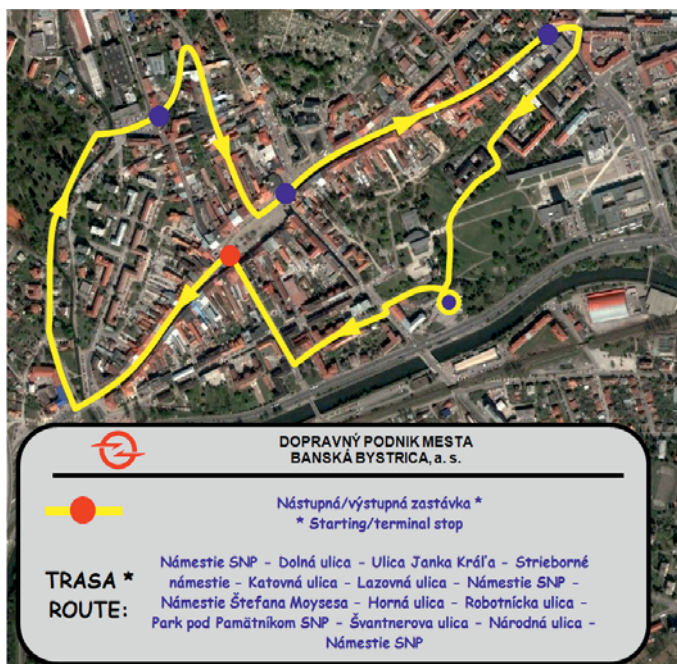 DOPRAVNÝ PODNIK MESTA
BANSKÁ BYSTRICA, a. s.
Nástupná/výstupná zastávka *
* Starting/terminal stop
TRASA *
ROUTE:
Námestie SNP - Dolná ulica - Ulica Janka Kráľa - Strieborné
námestie - Katovná ulica - Lazovná ulica - Námestie SNP -
Námestie Štefana Moysesa - Horná ulica - Robotnícka ulica -
Park pod Pamätníkom SNP - Švantnerova ulica - Národná ulica -
Námestie SNP